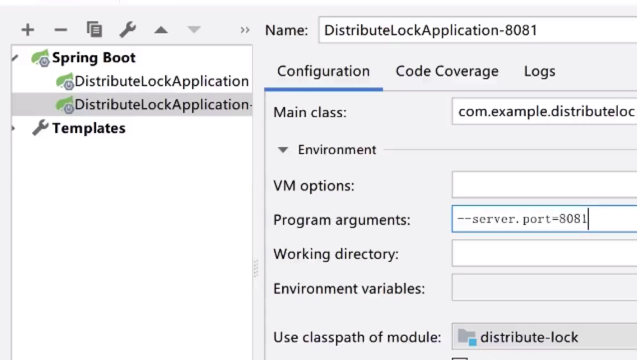 Name: DistributeLockApplication-8081
Spring Boot
DistributeLockApplication
DistributeLockApplication-
Templates
Configuration Code Coverage Logs
Main class: com.example.distributeloc
Environment
VM options:
Program arguments: --server.port=8081
Working directory:
Environment variables:
Use classpath of module: distribute-lock